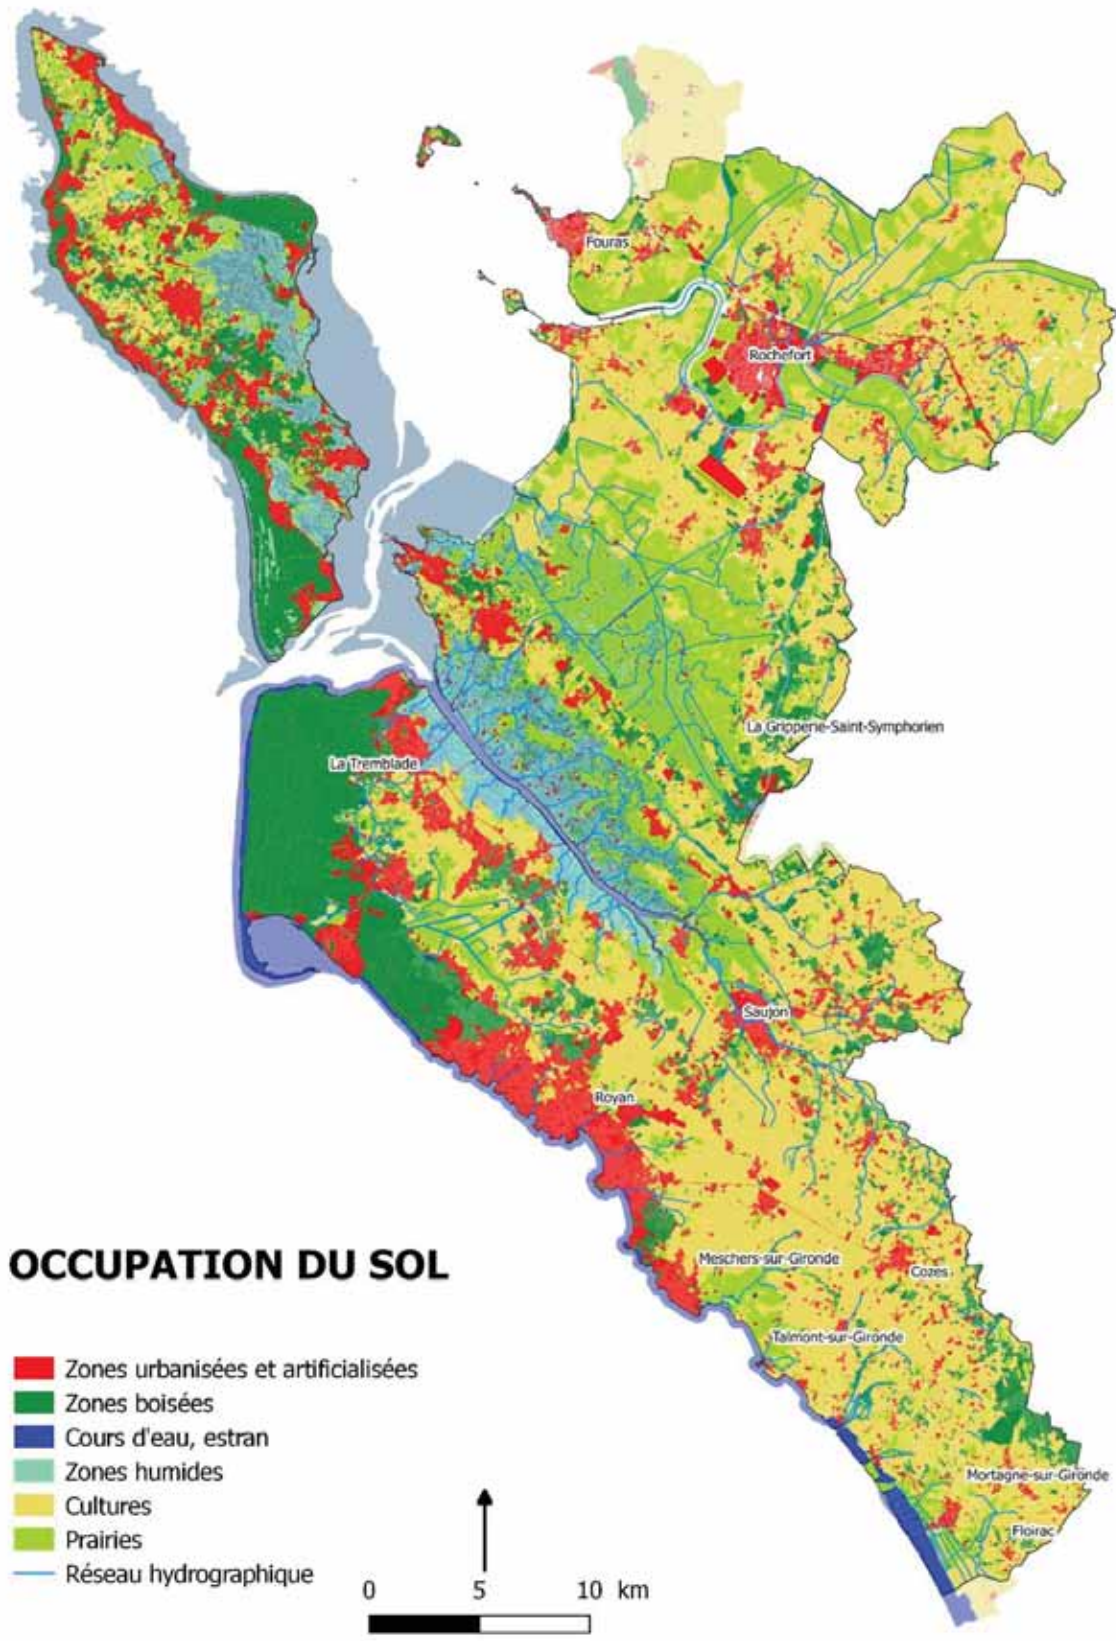 Fouras
Rochefort
La Gripperie-Saint-Symphorien
La Tremblade
Saujon
Royan
Meschers-sur-Gironde
Cozes
Talmont-sur-Gironde
Mortagne-sur-Gironde
Floirac
OCCUPATION DU SOL
Zones urbanisées et artificialisées
Zones boisées
Cours d'eau, estran
Zones humides
Cultures
Prairies
Réseau hydrographique
0 5 10 km